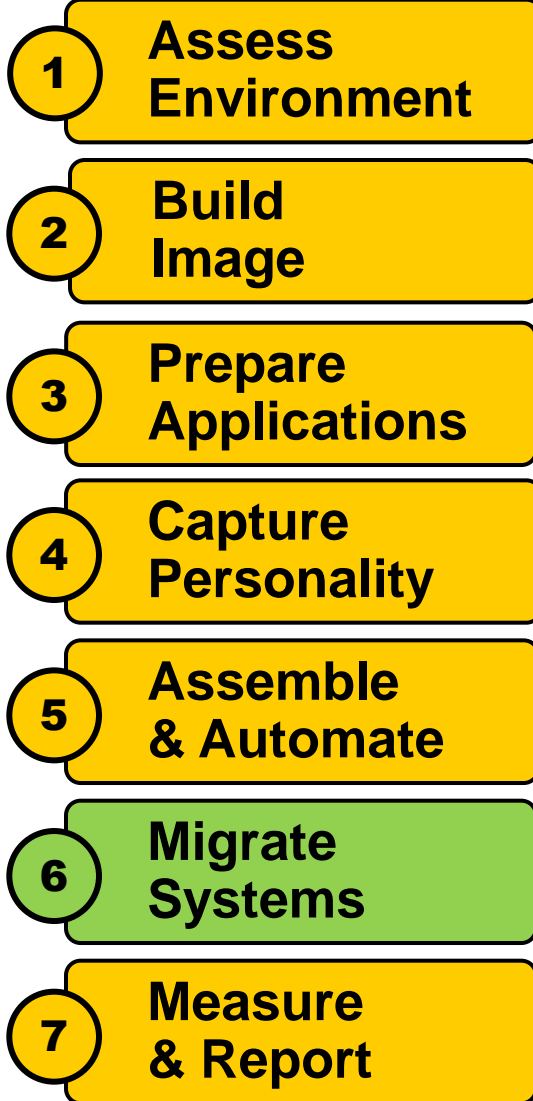 1
Assess
Environment
2
Build
Image
3
Prepare
Applications
4
Capture
Personality
5
Assemble
& Automate
6
Migrate
Systems
7
Measure
& Report